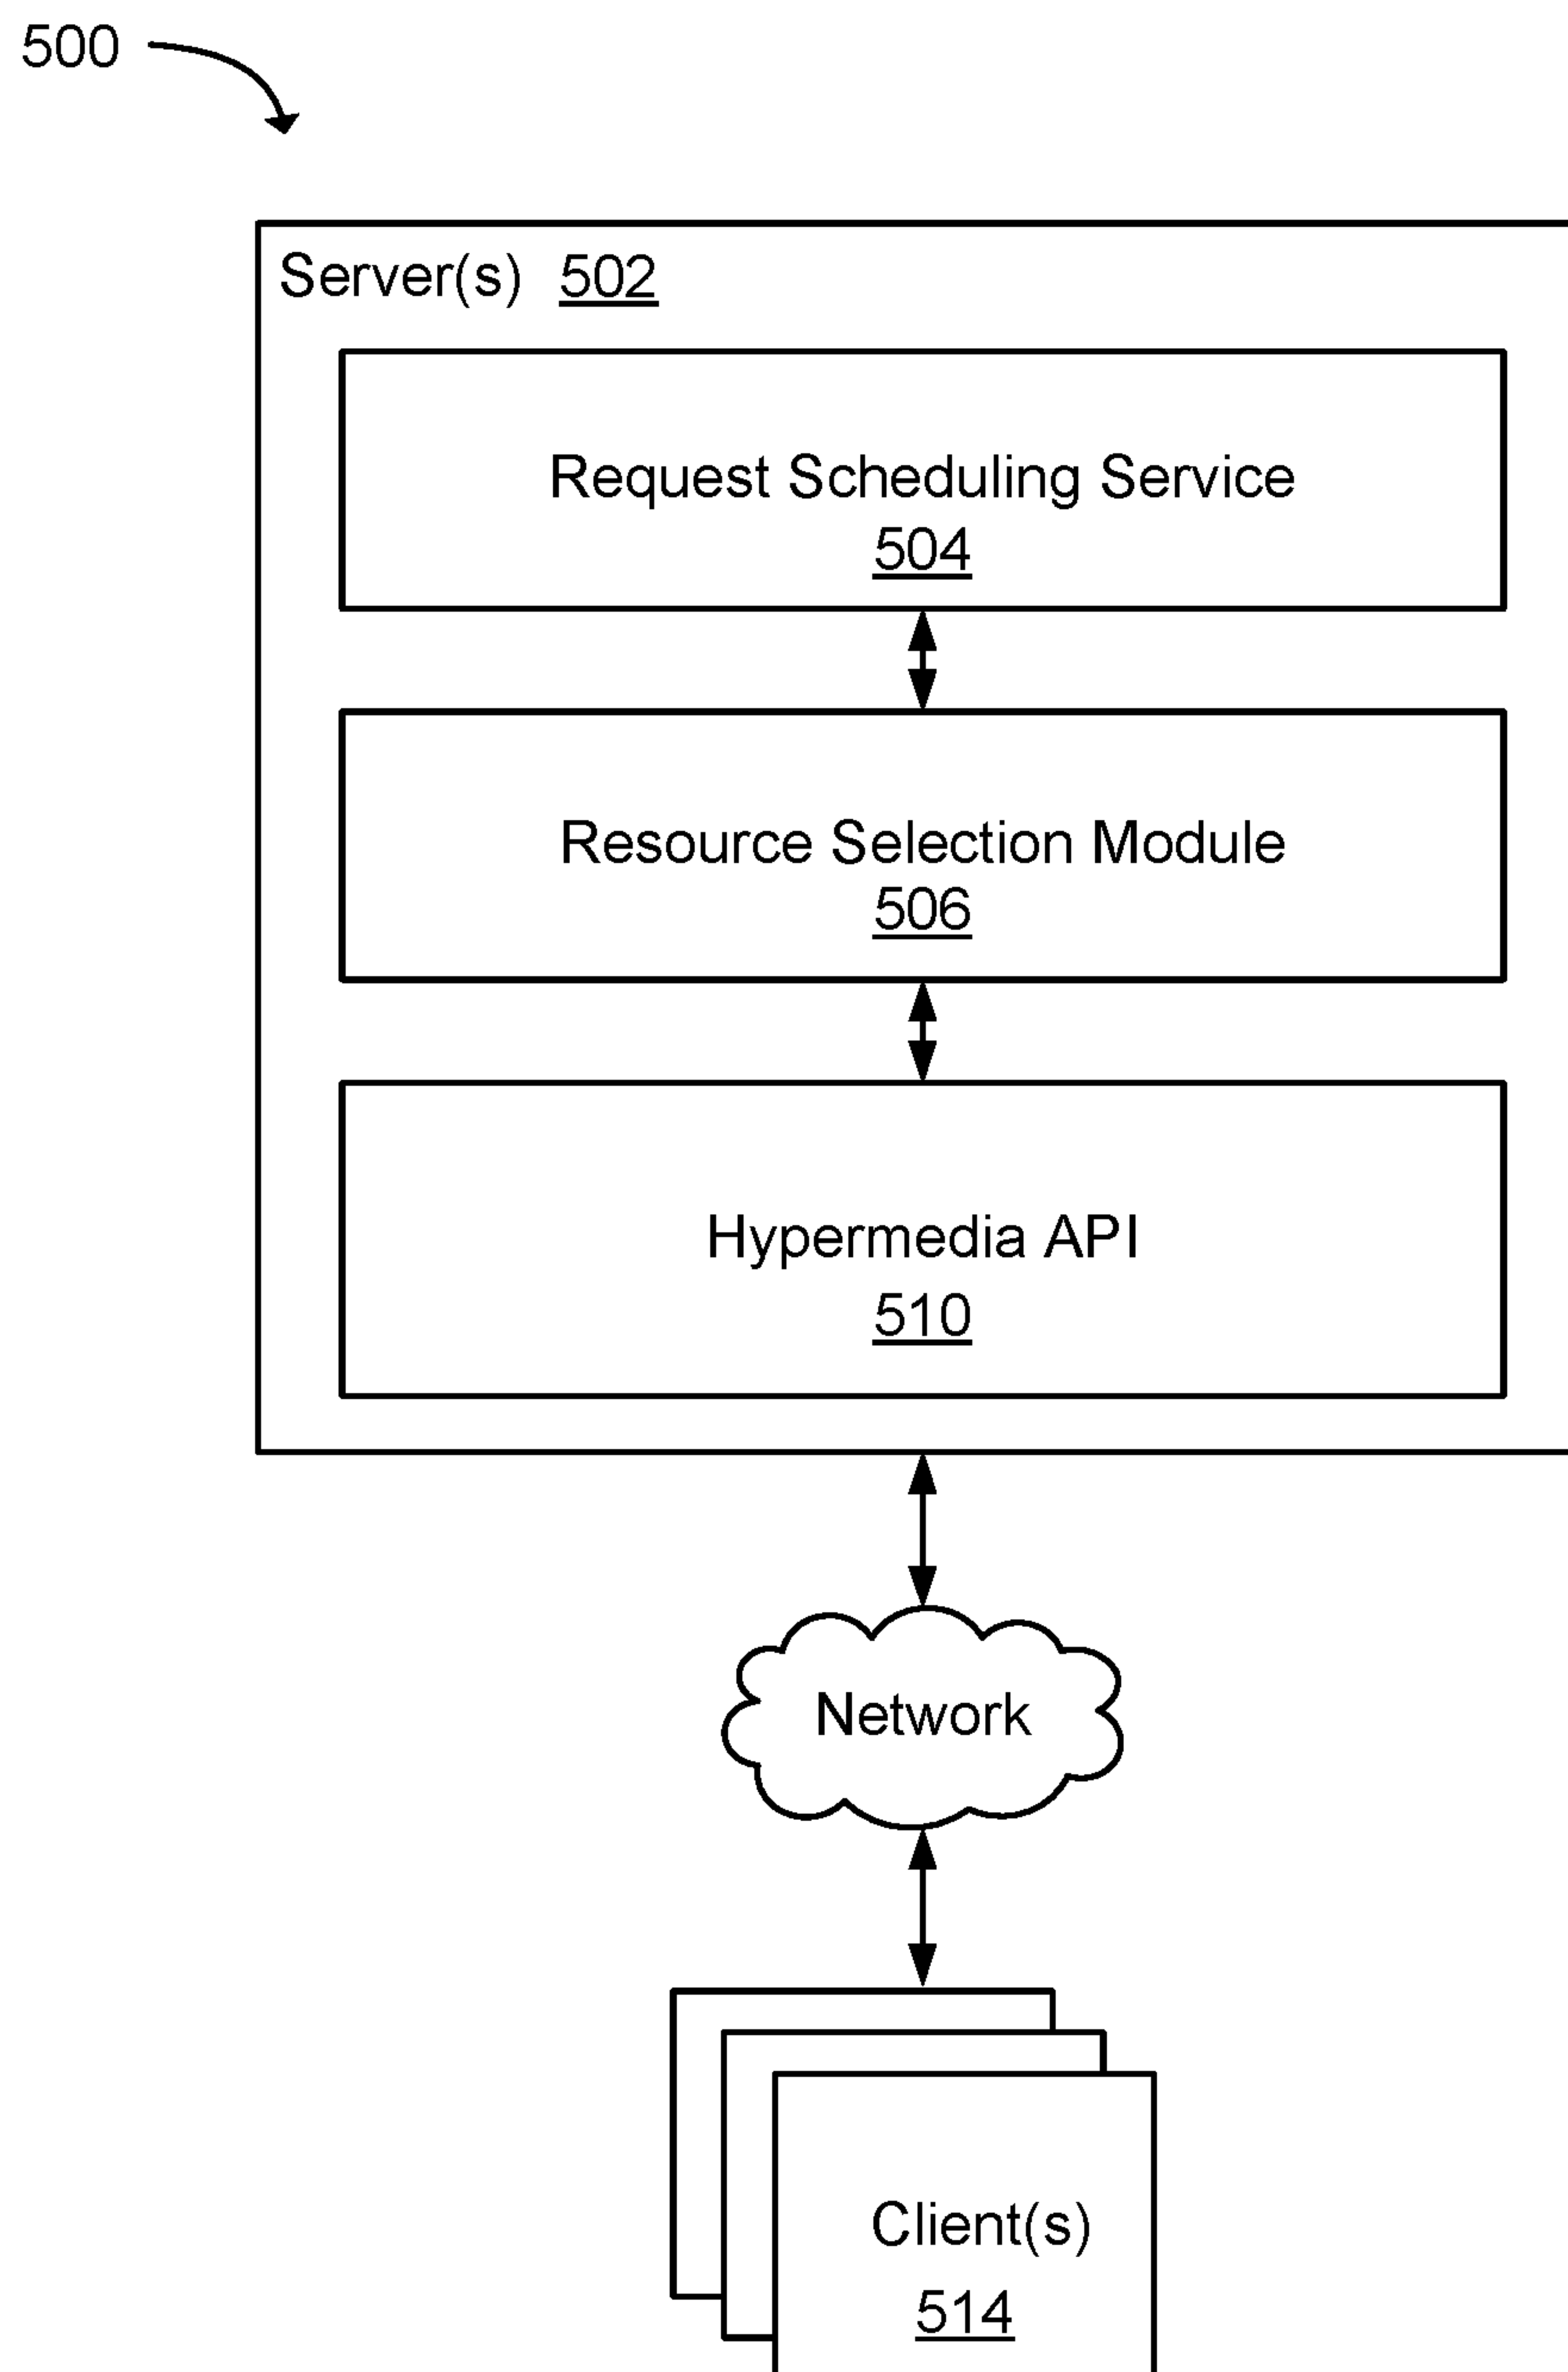 500
Server(s) 502
Request Scheduling Service
504
Resource Selection Module
506
Hypermedia API
510
Network
Client(s)
514